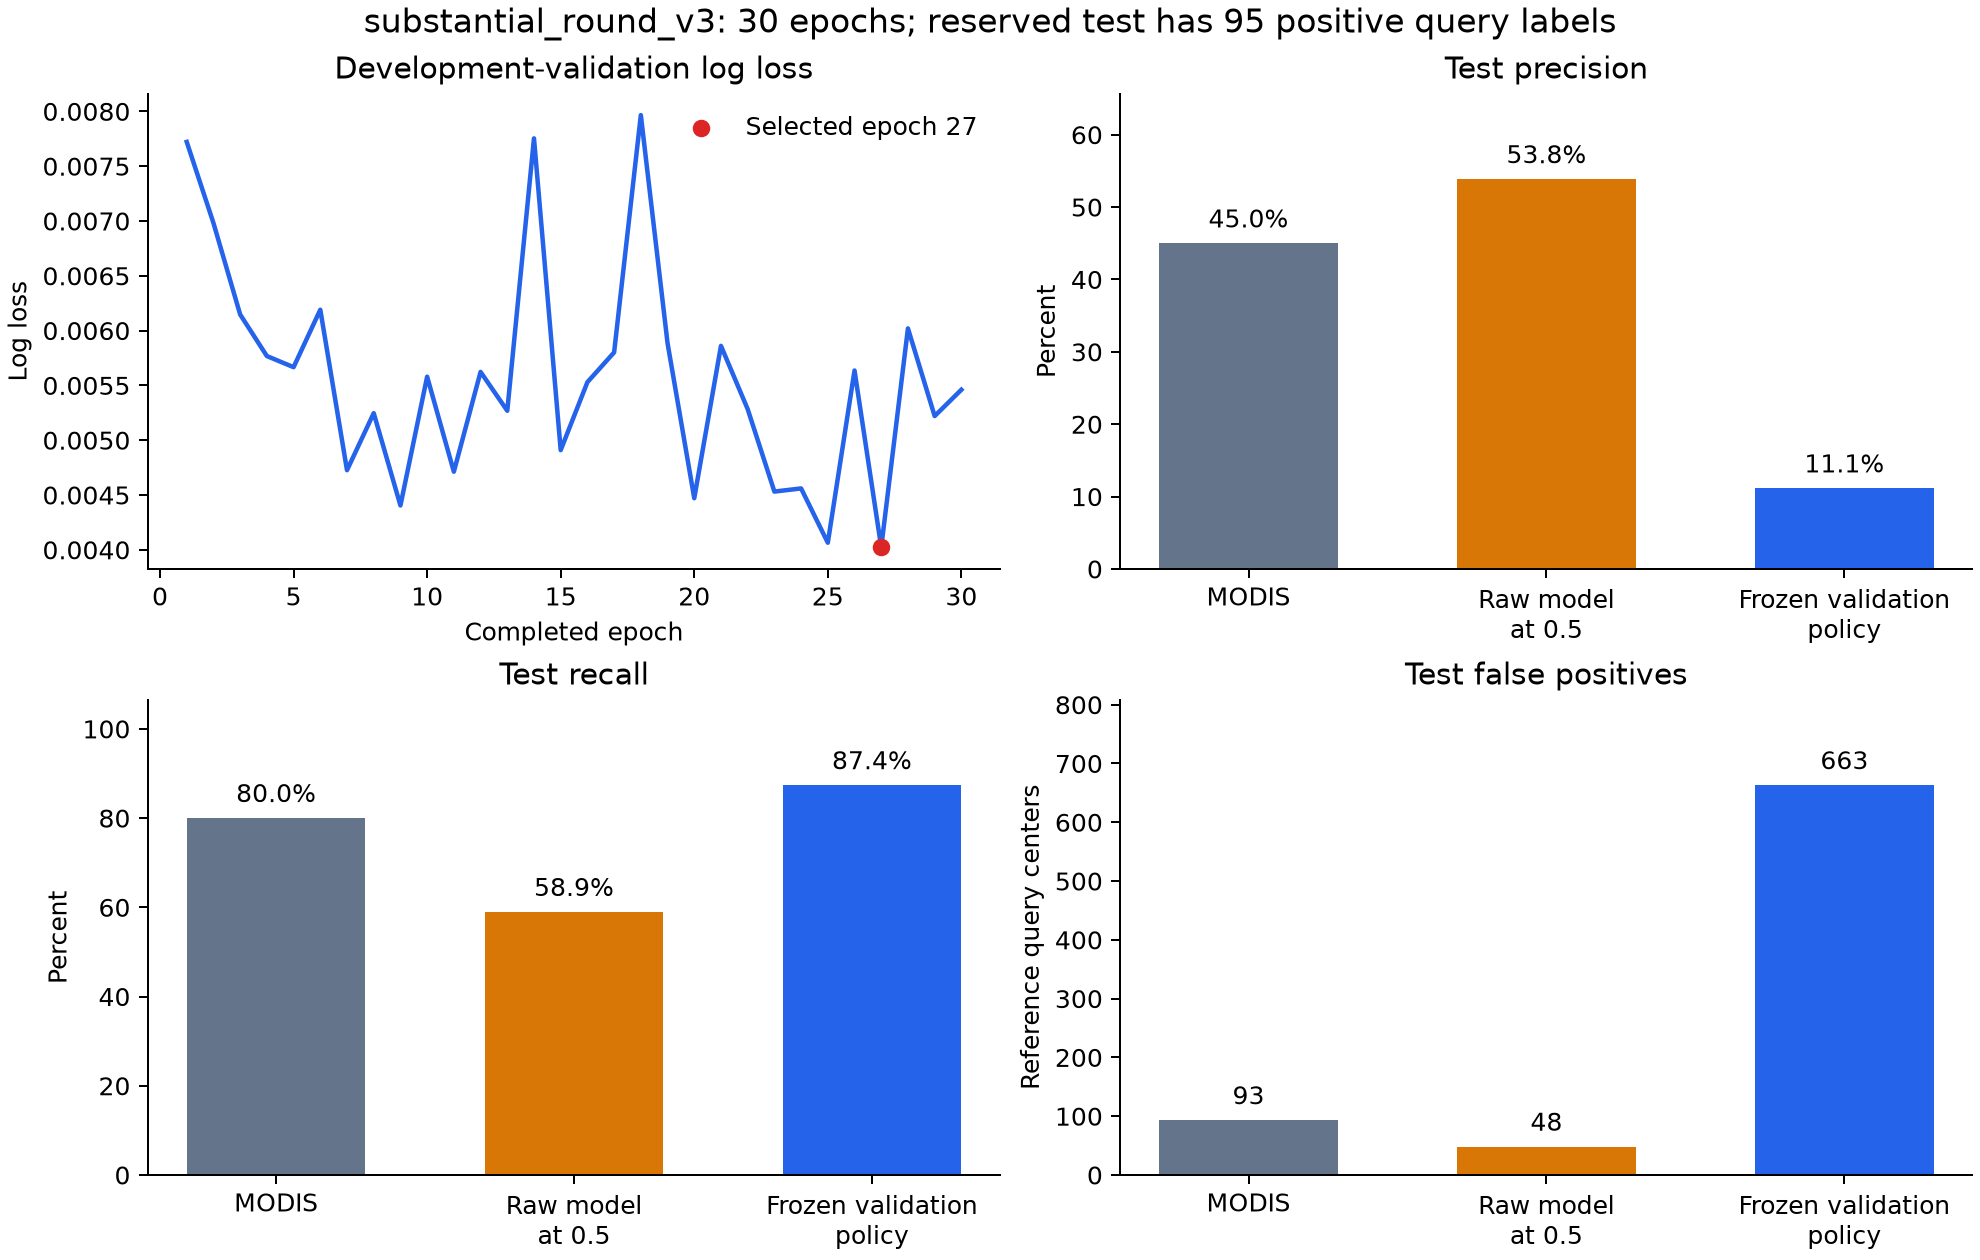 substantial_round_v3: 30 epochs; reserved test has 95 positive query labels
Development-validation log loss
Log loss
0.0080
0.0075
0.0070
0.0065
0.0060
0.0055
0.0050
0.0045
0.0040
Selected epoch 27
0 5 10 15 20 25 30
Completed epoch
Test precision
Percent
60
50
40
30
20
10
0
45.0%
53.8%
11.1%
MODIS
Raw model
at 0.5
Frozen validation
policy
Test recall
Percent
100
80
60
40
20
0
80.0%
58.9%
87.4%
MODIS
Raw model
at 0.5
Frozen validation
policy
Test false positives
Reference query centers
800
700
600
500
400
300
200
100
0
93
48
663
MODIS
Raw model
at 0.5
Frozen validation
policy